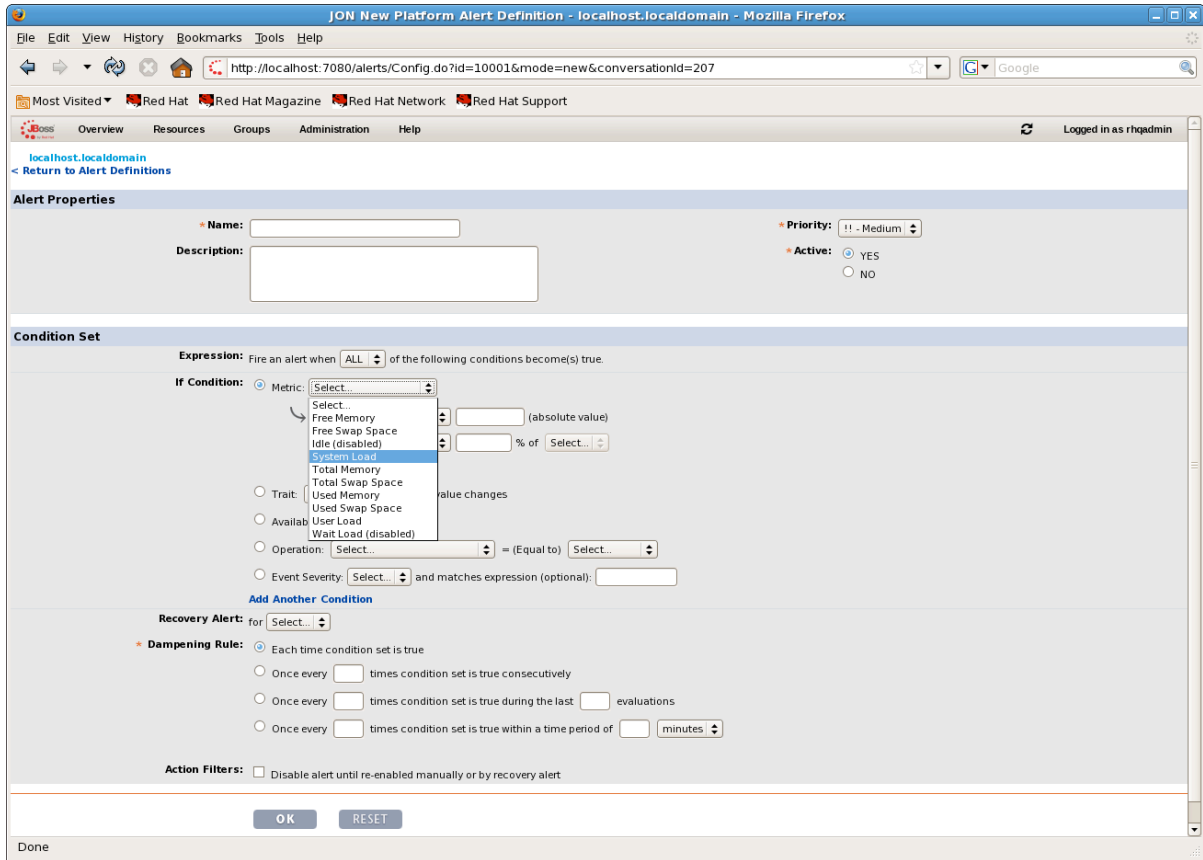 JON New Platform Alert Definition - localhost.localdomain - Mozilla Firefox
File Edit View History Bookmarks Tools Help
http://localhost:7080/alerts/Config.do?id=10001&mode=new&conversationId=207 G Google
Most Visited Red Hat Red Hat Magazine Red Hat Network Red Hat Support
JBoss Overview Resources Groups Administration Help Logged in as rhqadmin
localhost.localdomain
< Return to Alert Definitions
Alert Properties
* Name: * Priority: !! - Medium
Description: * Active: YES
NO
Condition Set
Expression: Fire an alert when ALL of the following conditions become(s) true.
If Condition: Metric: Select...
Select...
Free Memory (absolute value)
Free Swap Space
Idle (disabled) % of Select...
System Load
Total Memory
Total Swap Space
Trait: Used Memory value changes
Used Swap Space
Availab User Load
Wait Load (disabled)
Operation: Select... = (Equal to) Select...
Event Severity: Select... and matches expression (optional):
Add Another Condition
Recovery Alert: for Select...
* Dampening Rule: Each time condition set is true
Once every times condition set is true consecutively
Once every times condition set is true during the last evaluations
Once every times condition set is true within a time period of minutes
Action Filters: Disable alert until re-enabled manually or by recovery alert
OK RESET
Done